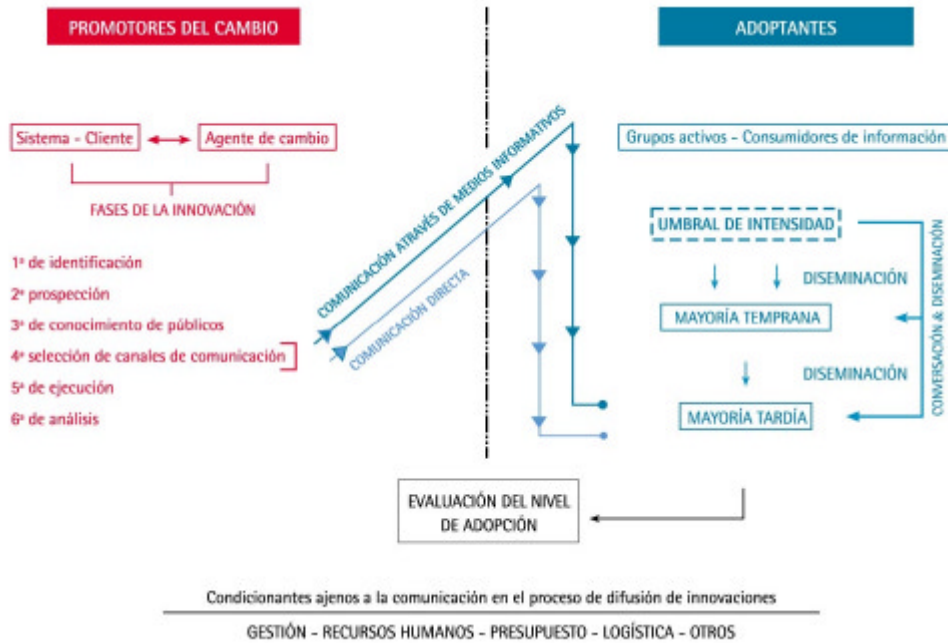 PROMOTORES DEL CAMBIO
ADOPTANTES
Sistema - Cliente
Agente de cambio
FASES DE LA INNOVACIÓN
1ª de identificación
2ª prospección
3ª de conocimiento de públicos
4ª selección de canales de comunicación
5ª de ejecución
6ª de análisis
COMUNICACIÓN ATRAVÉS DE MEDIOS INFORMATIVOS
COMUNICACIÓN DIRECTA
Grupos activos - Consumidores de información
UMBRAL DE INTENSIDAD
DISEMINACIÓN
MAYORÍA TEMPRANA
DISEMINACIÓN
MAYORÍA TARDÍA
CONVERSACIÓN & DISEMINACIÓN
EVALUACIÓN DEL NIVEL
DE ADOPCIÓN
Condicionantes ajenos a la comunicación en el proceso de difusión de innovaciones
GESTIÓN - RECURSOS HUMANOS - PRESUPUESTO - LOGÍSTICA - OTROS